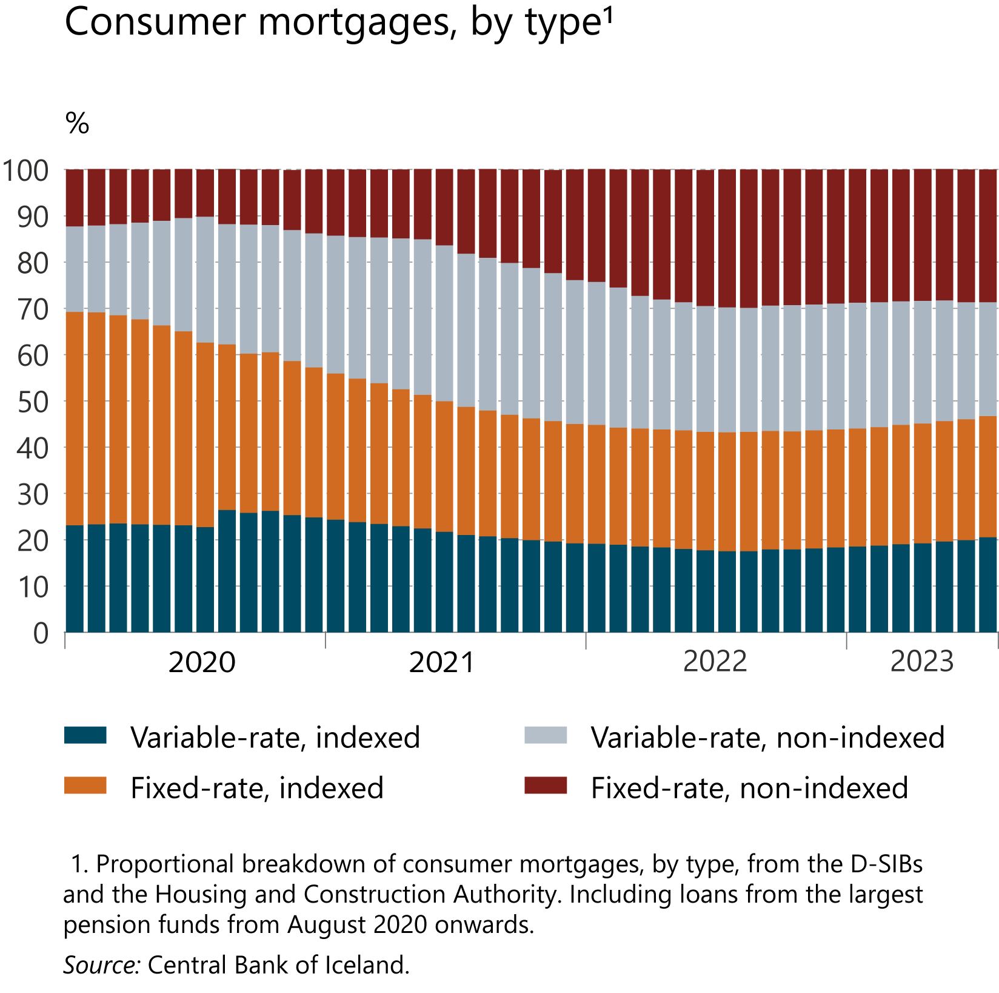 Consumer mortgages, by type¹
%
100
90
80
70
60
50
40
30
20
10
0
2020 2021 2022 2023
Variable-rate, indexed Variable-rate, non-indexed
Fixed-rate, indexed Fixed-rate, non-indexed
1. Proportional breakdown of consumer mortgages, by type, from the D-SIBs
and the Housing and Construction Authority. Including loans from the largest
pension funds from August 2020 onwards.
Source: Central Bank of Iceland.